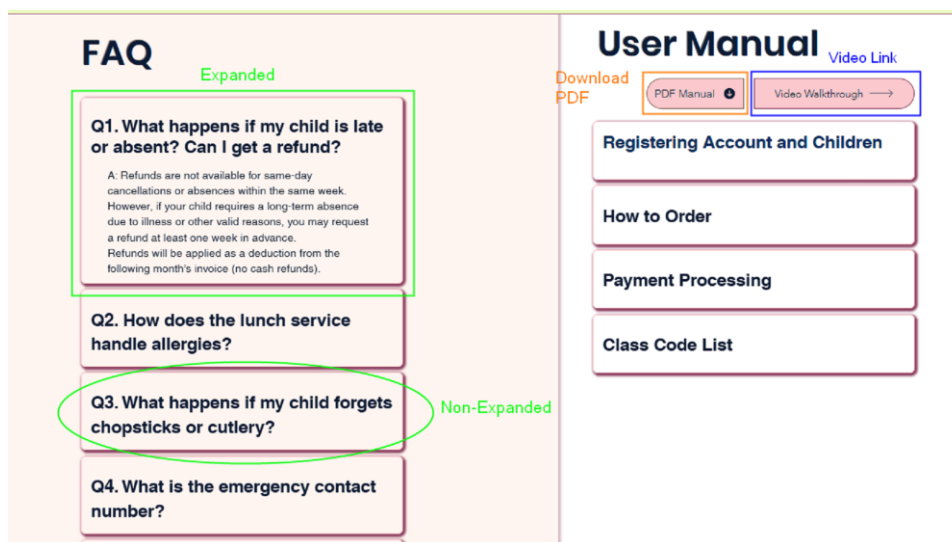 FAQ
Expanded
Q1. What happens if my child is late
or absent? Can I get a refund?
A: Refunds are not available for same-day
cancellations or absences within the same week.
However, if your child requires a long-term absence
due to illness or other valid reasons, you may request
a refund at least one week in advance.
Refunds will be applied as a deduction from the
following month's invoice (no cash refunds).
Q2. How does the lunch service
handle allergies?
Q3. What happens if my child forgets
chopsticks or cutlery?
Non-Expanded
Q4. What is the emergency contact
number?
User Manual
Video Link
Download
PDF
PDF Manual
Video Walkthrough
Registering Account and Children
How to Order
Payment Processing
Class Code List